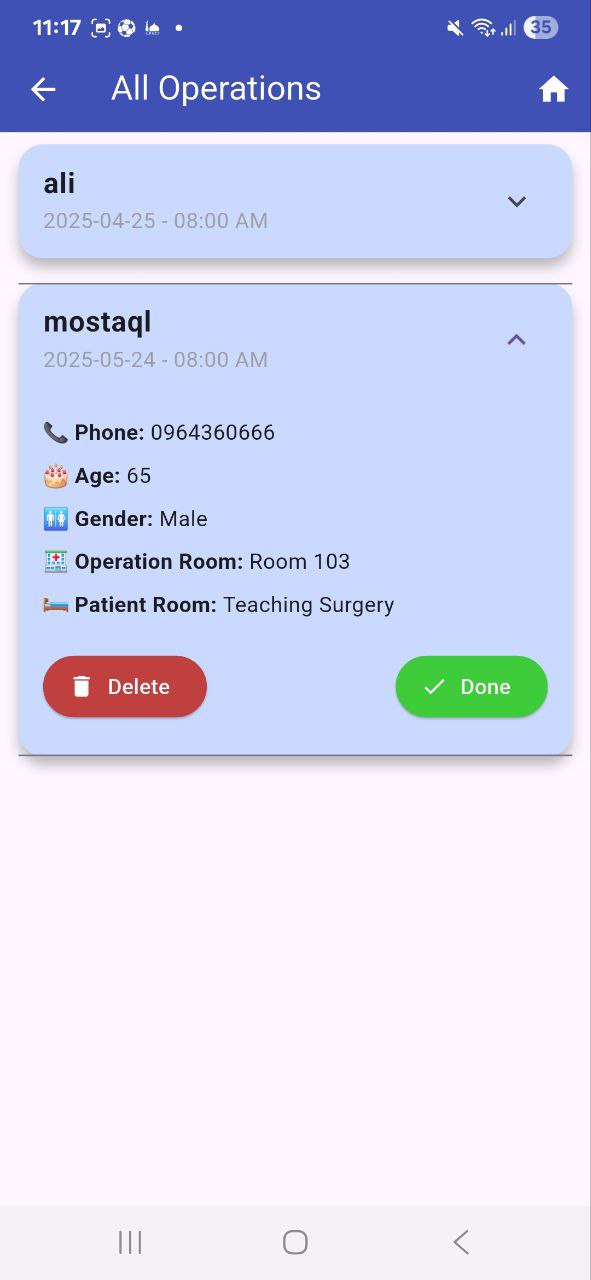 11:17
35
All Operations
ali
2025-04-25 - 08:00 AM
mostaql
2025-05-24 - 08:00 AM
Phone: 0964360666
Age: 65
Gender: Male
Operation Room: Room 103
Patient Room: Teaching Surgery
Delete
Done